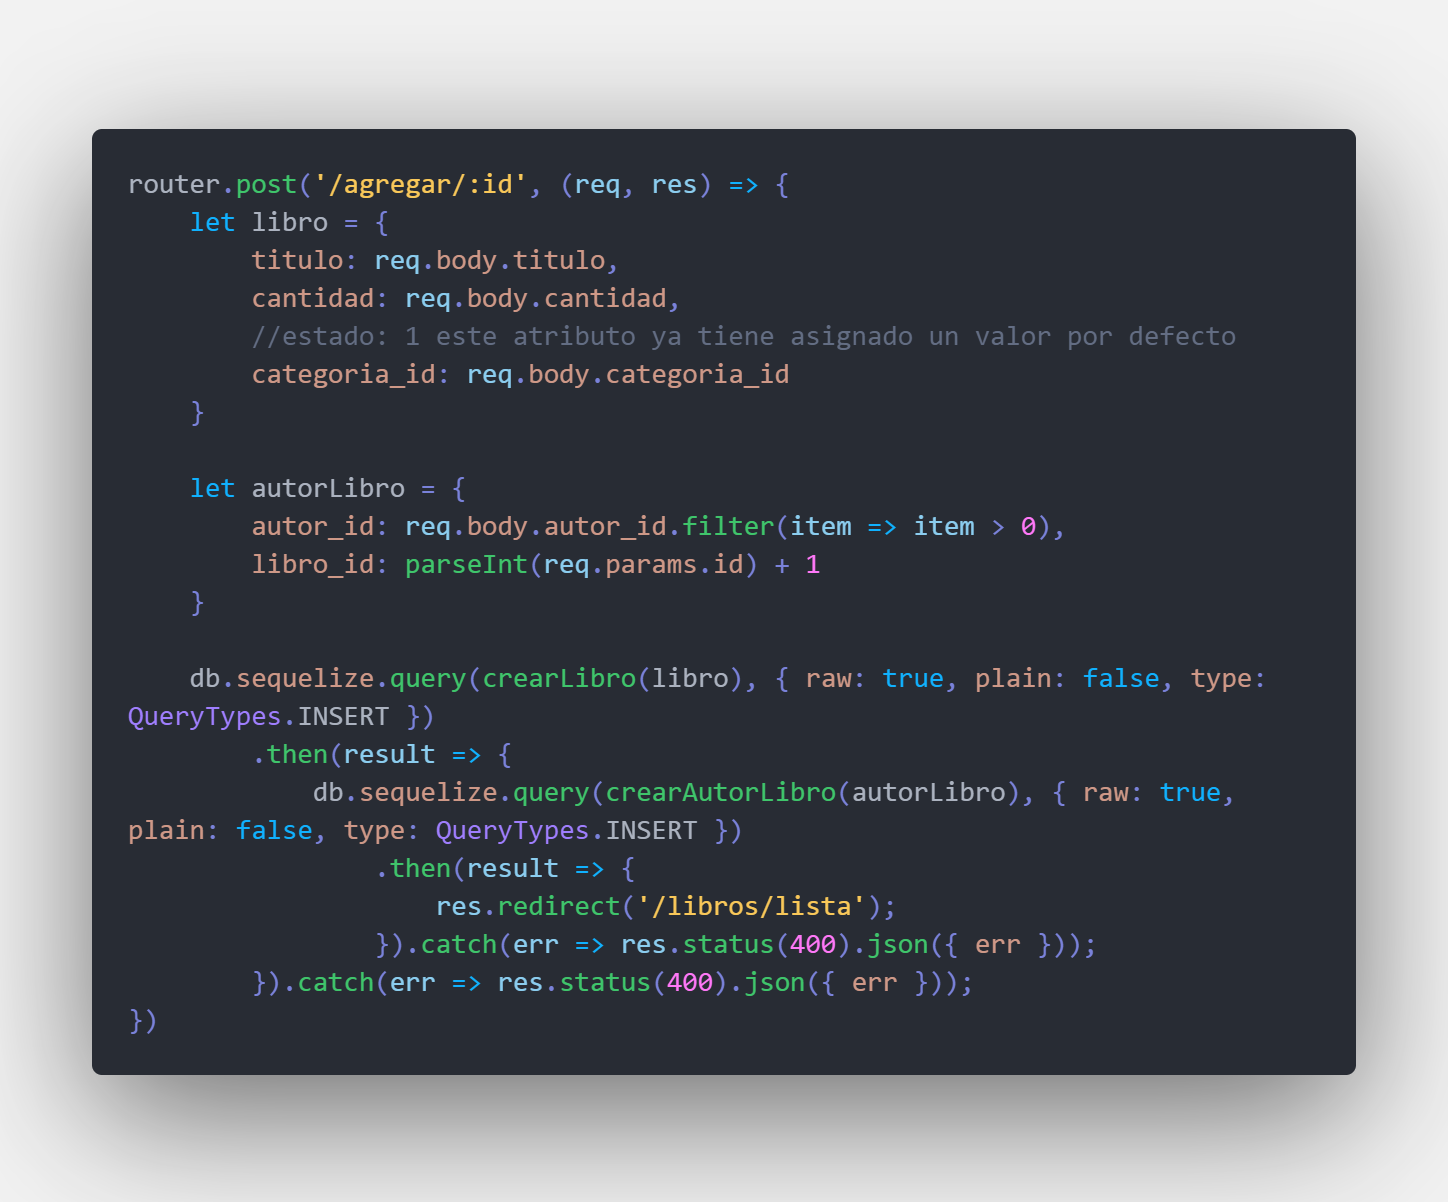 router.post('/agregar/:id', (req, res) => {
    let libro = {
        titulo: req.body.titulo,
        cantidad: req.body.cantidad,
        //estado: 1 este atributo ya tiene asignado un valor por defecto
        categoria_id: req.body.categoria_id
    }

    let autorLibro = {
        autor_id: req.body.autor_id.filter(item => item > 0),
        libro_id: parseInt(req.params.id) + 1
    }

    db.sequelize.query(crearLibro(libro), { raw: true, plain: false, type:
QueryTypes.INSERT })
        .then(result => {
            db.sequelize.query(crearAutorLibro(autorLibro), { raw: true,
plain: false, type: QueryTypes.INSERT })
                .then(result => {
                    res.redirect('/libros/lista');
                }).catch(err => res.status(400).json({ err }));
        }).catch(err => res.status(400).json({ err }));
})